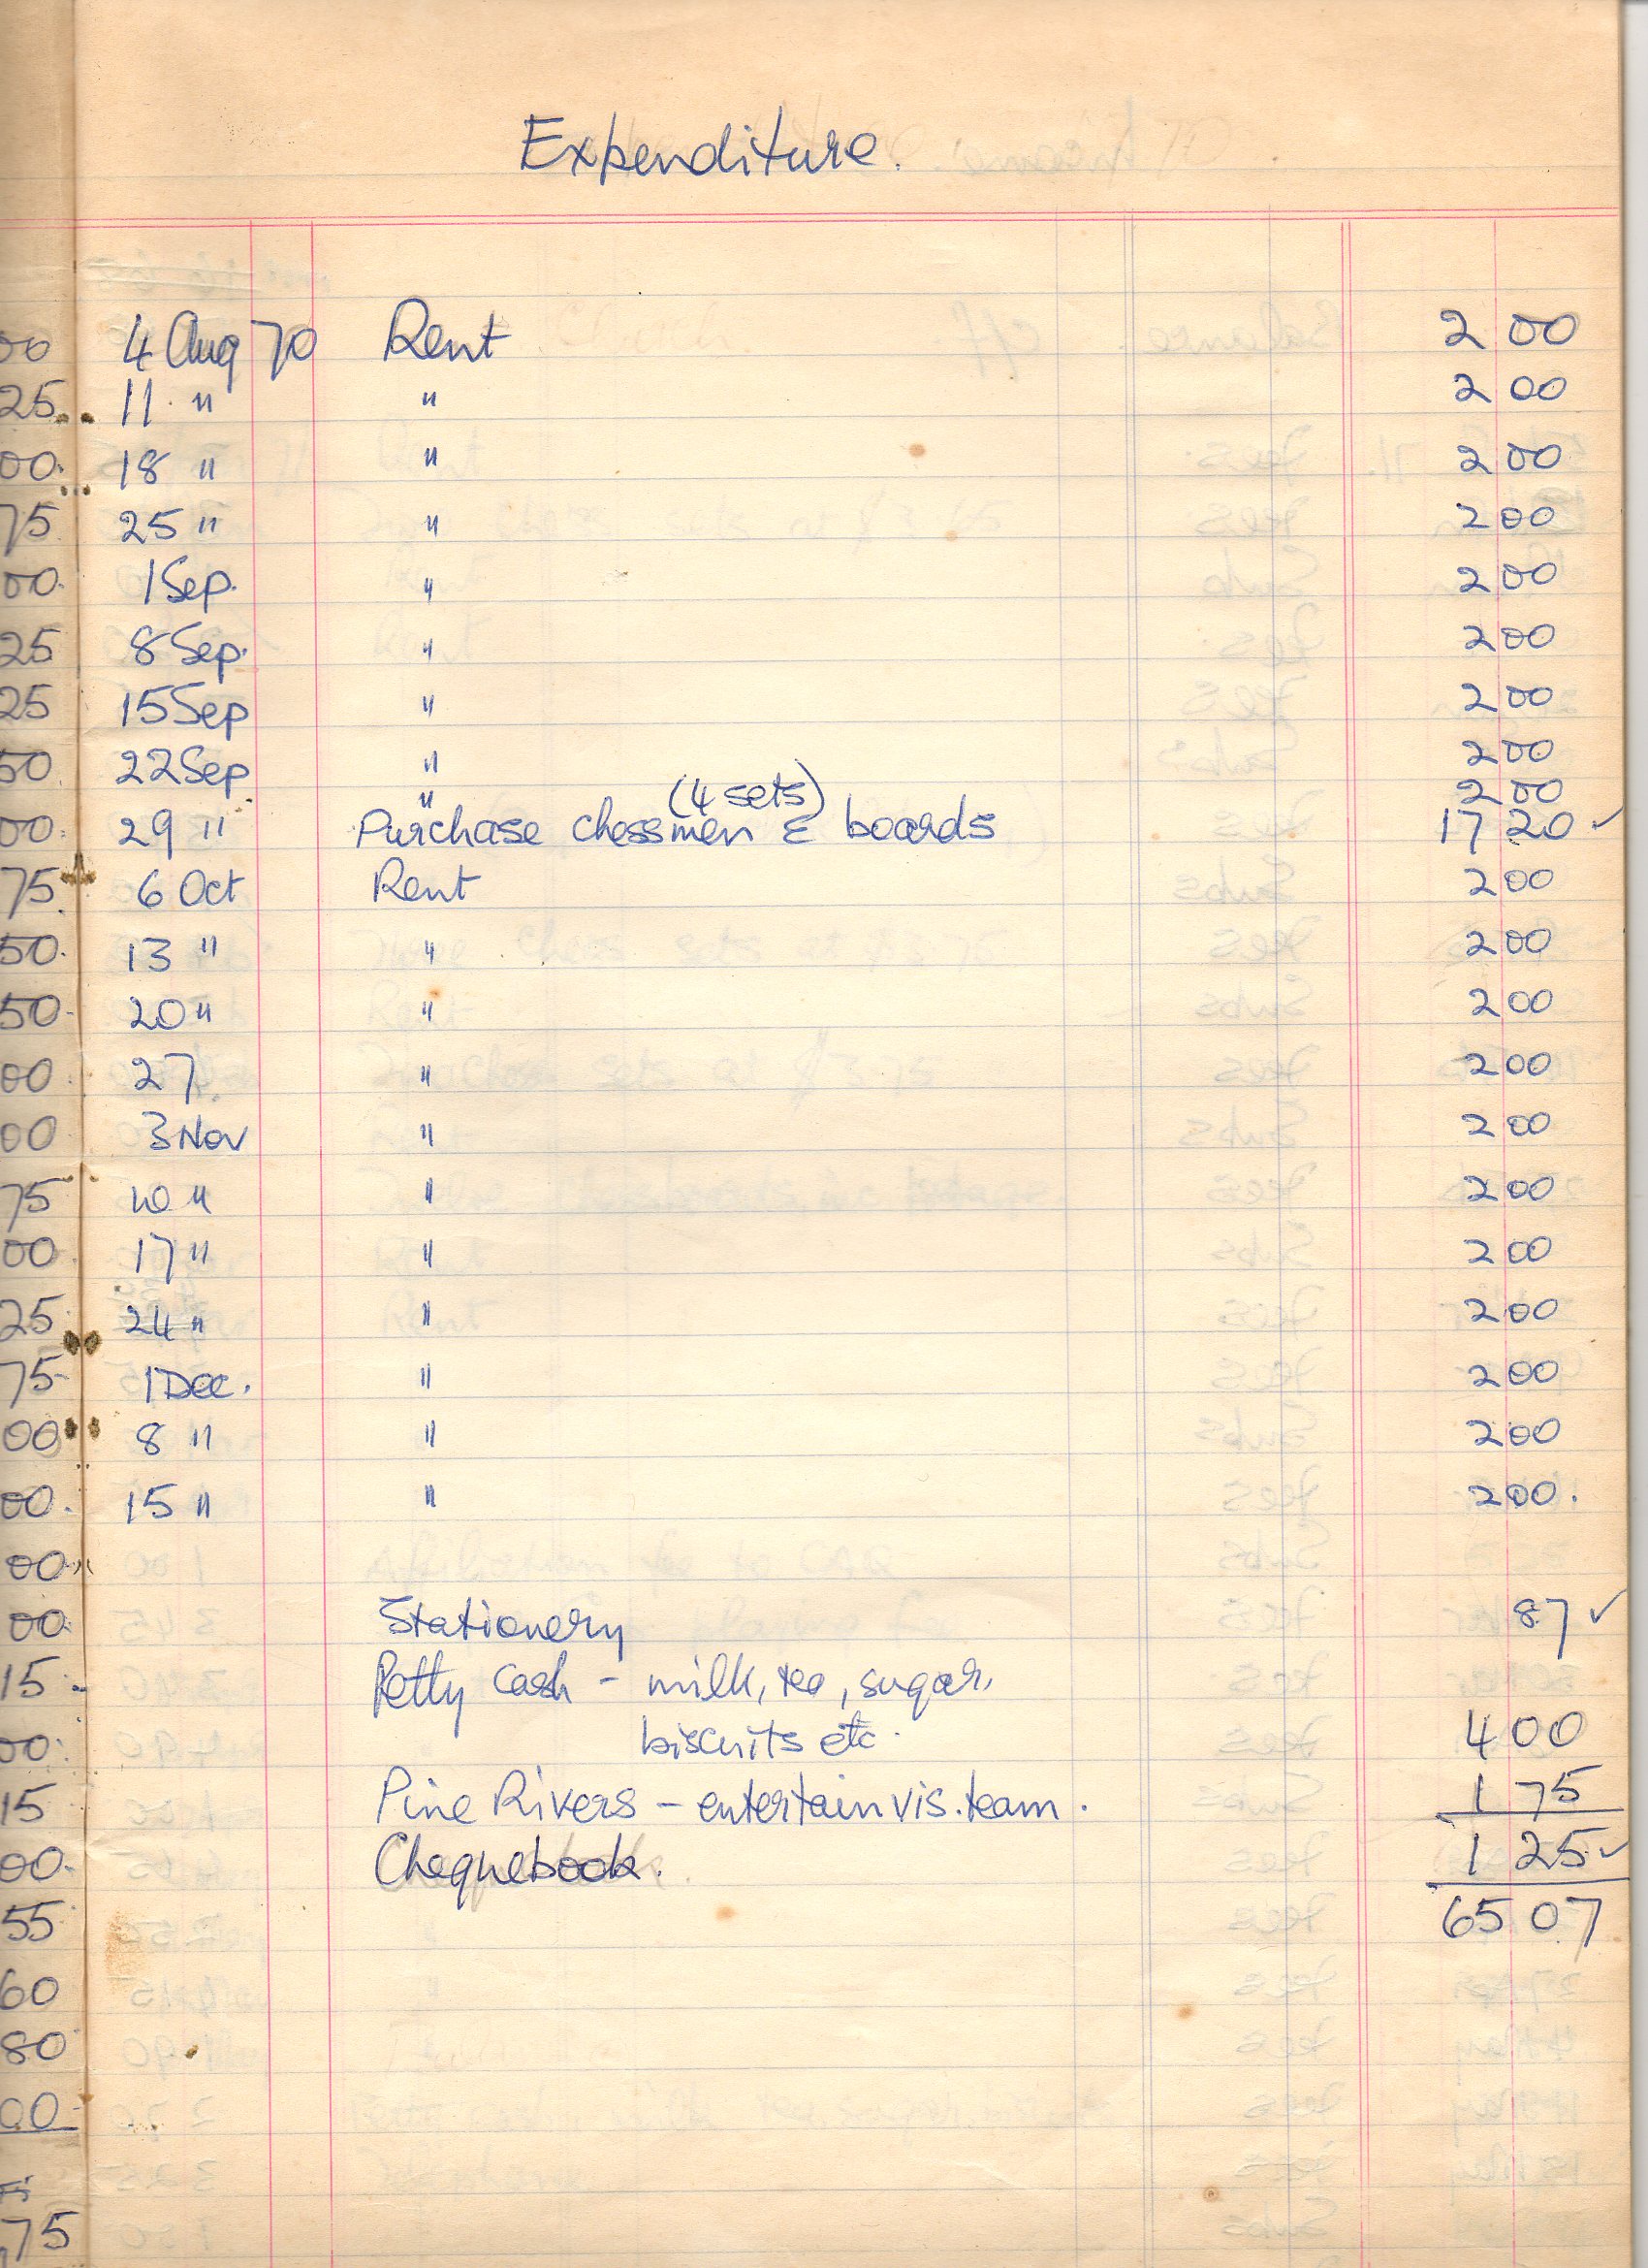 Expenditure.
00 4 Aug 70 Rent 2 00
25 11 " " 2 00
00 18 " " 2 00
75 25 " " 2 00
00 1 Sep. " 2 00
25 8 Sep. " 2 00
25 15 Sep " 2 00
50 22 Sep " 2 00
" (4 sets) 2 00
00 29 " Purchase chessmen & boards 17 20 ✓
75 6 Oct Rent 2 00
50 13 " " 2 00
50 20 " " 2 00
00 27 " 2 00
00 3 Nov " 2 00
75 10 " " 2 00
00 17 " " 2 00
25 24 " " 2 00
75 1 Dec. " 2 00
00 8 " " 2 00
00 15 " " 2 00.
00
00 Stationery 87 ✓
15 Petty cash - milk, tea, sugar,
00 biscuits etc. 4 00
15 Pine Rivers - entertain vis. team. 1 75
00 Chequebook. 1 25 ✓
55 65 07
60
80
00
75